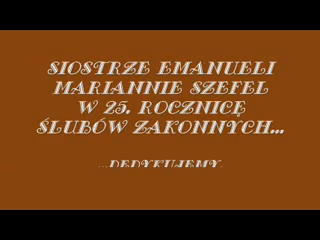 SIOSTRZE EMANUELI
MARIANNIE SZEFEL
W 25. ROCZNICĘ
ŚLUBÓW ZAKONNYCH...
...DEDYKUJEMY.